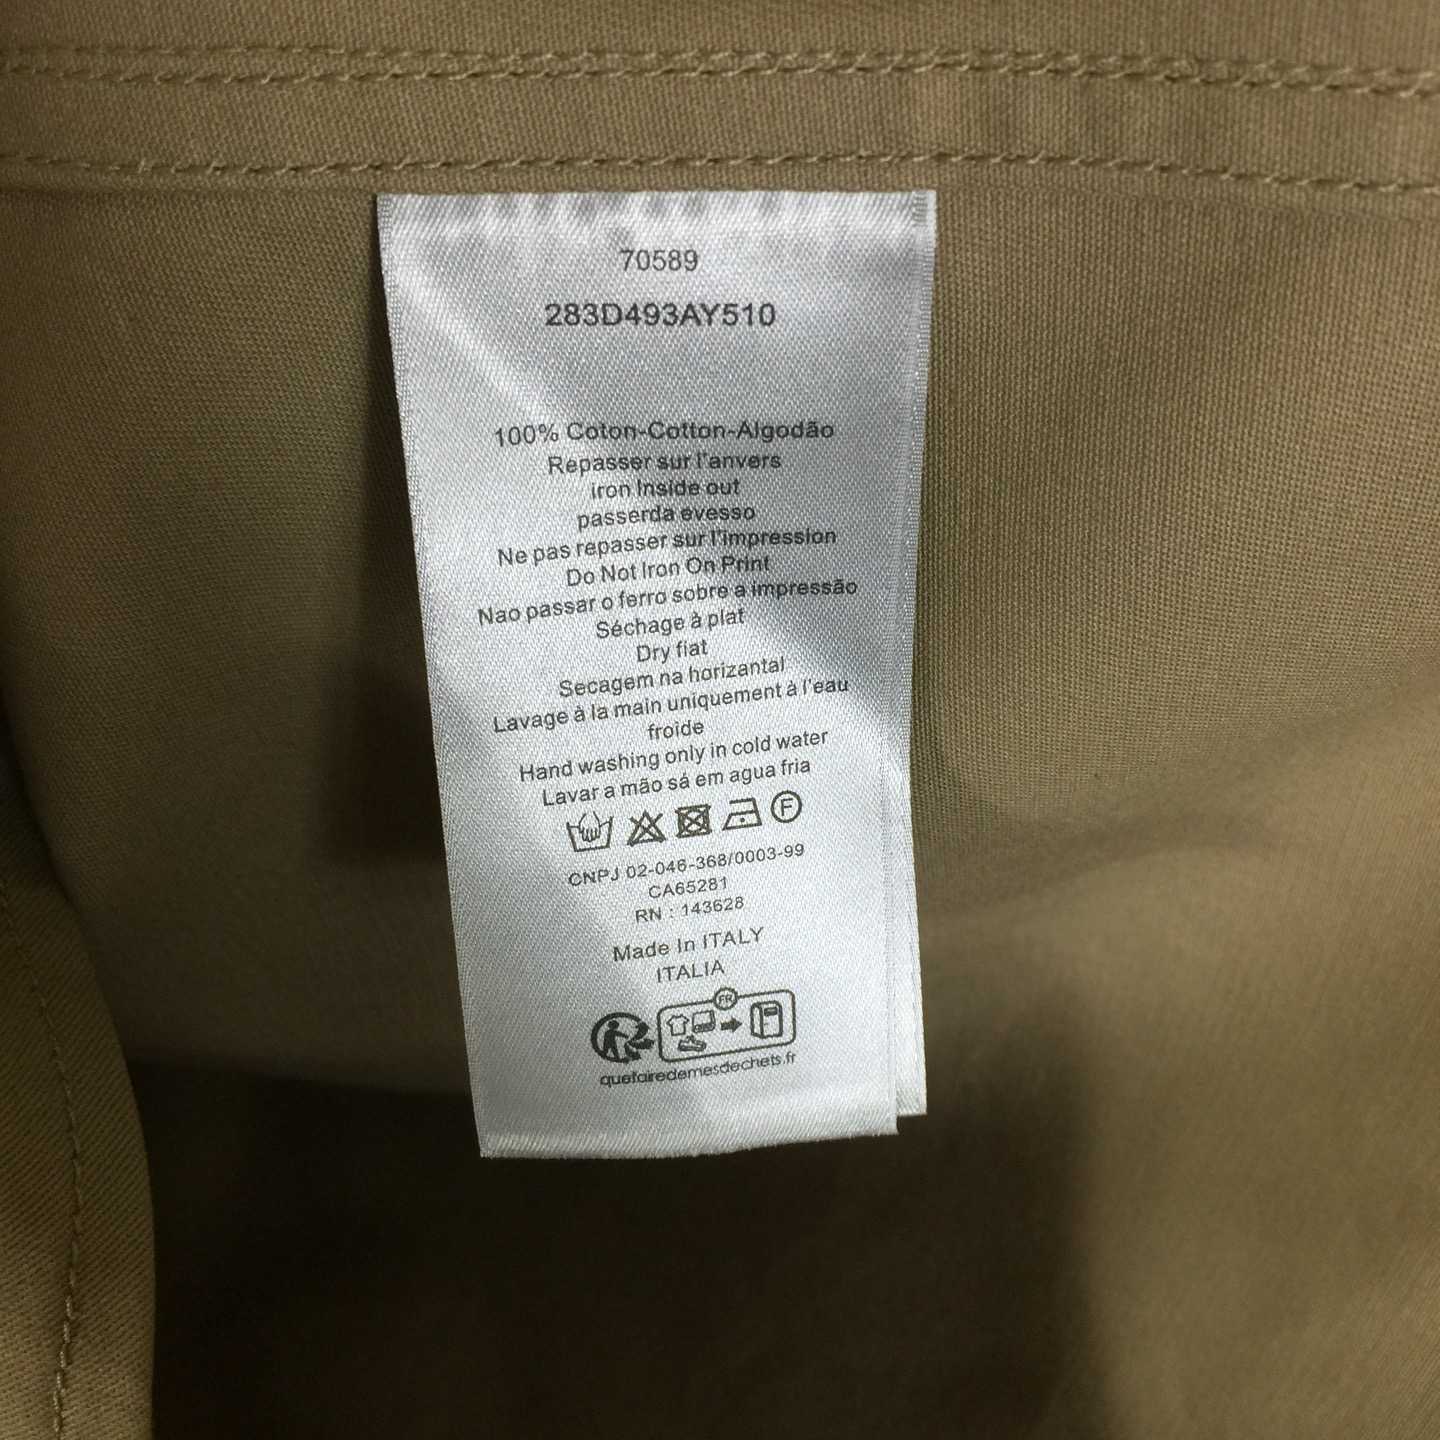 70589
283D493AY510
100% Coton-Cotton-Algodão
Repasser sur l'anvers
iron Inside out
passerda evesso
Ne pas repasser sur l'impression
Do Not Iron On Print
Nao passar o ferro sobre a impressão
Séchage à plat
Dry fiat
Secagem na horizantal
Lavage à la main uniquement à l'eau
froide
Hand washing only in cold water
Lavar a mão sá em agua fria
F
CNPJ 02-046-368/0003-99
CA65281
RN : 143628
Made In ITALY
ITALIA
FR
quefairedemesdechets.fr